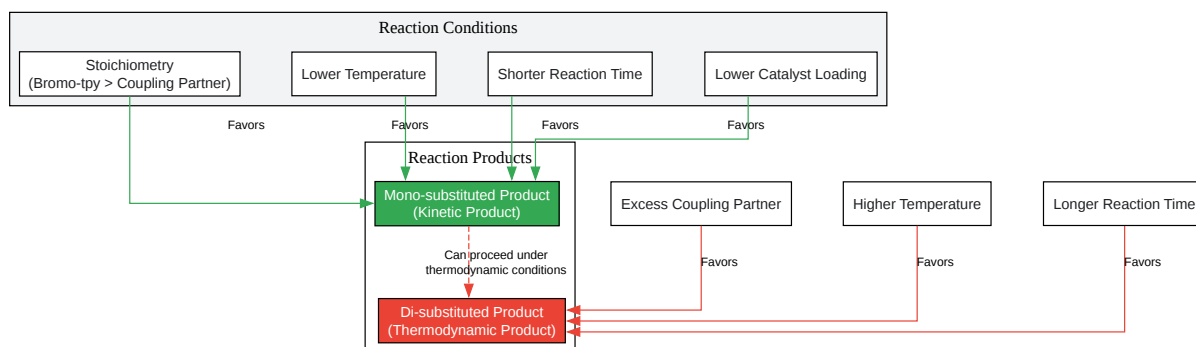 Reaction Conditions
Stoichiometry
(Bromo-tpy > Coupling Partner)
Lower Temperature
Shorter Reaction Time
Lower Catalyst Loading
Favors
Favors
Favors
Favors
Reaction Products
Mono-substituted Product
(Kinetic Product)
Excess Coupling Partner
Higher Temperature
Longer Reaction Time
Can proceed under
thermodynamic conditions
Favors
Favors
Favors
Di-substituted Product
(Thermodynamic Product)